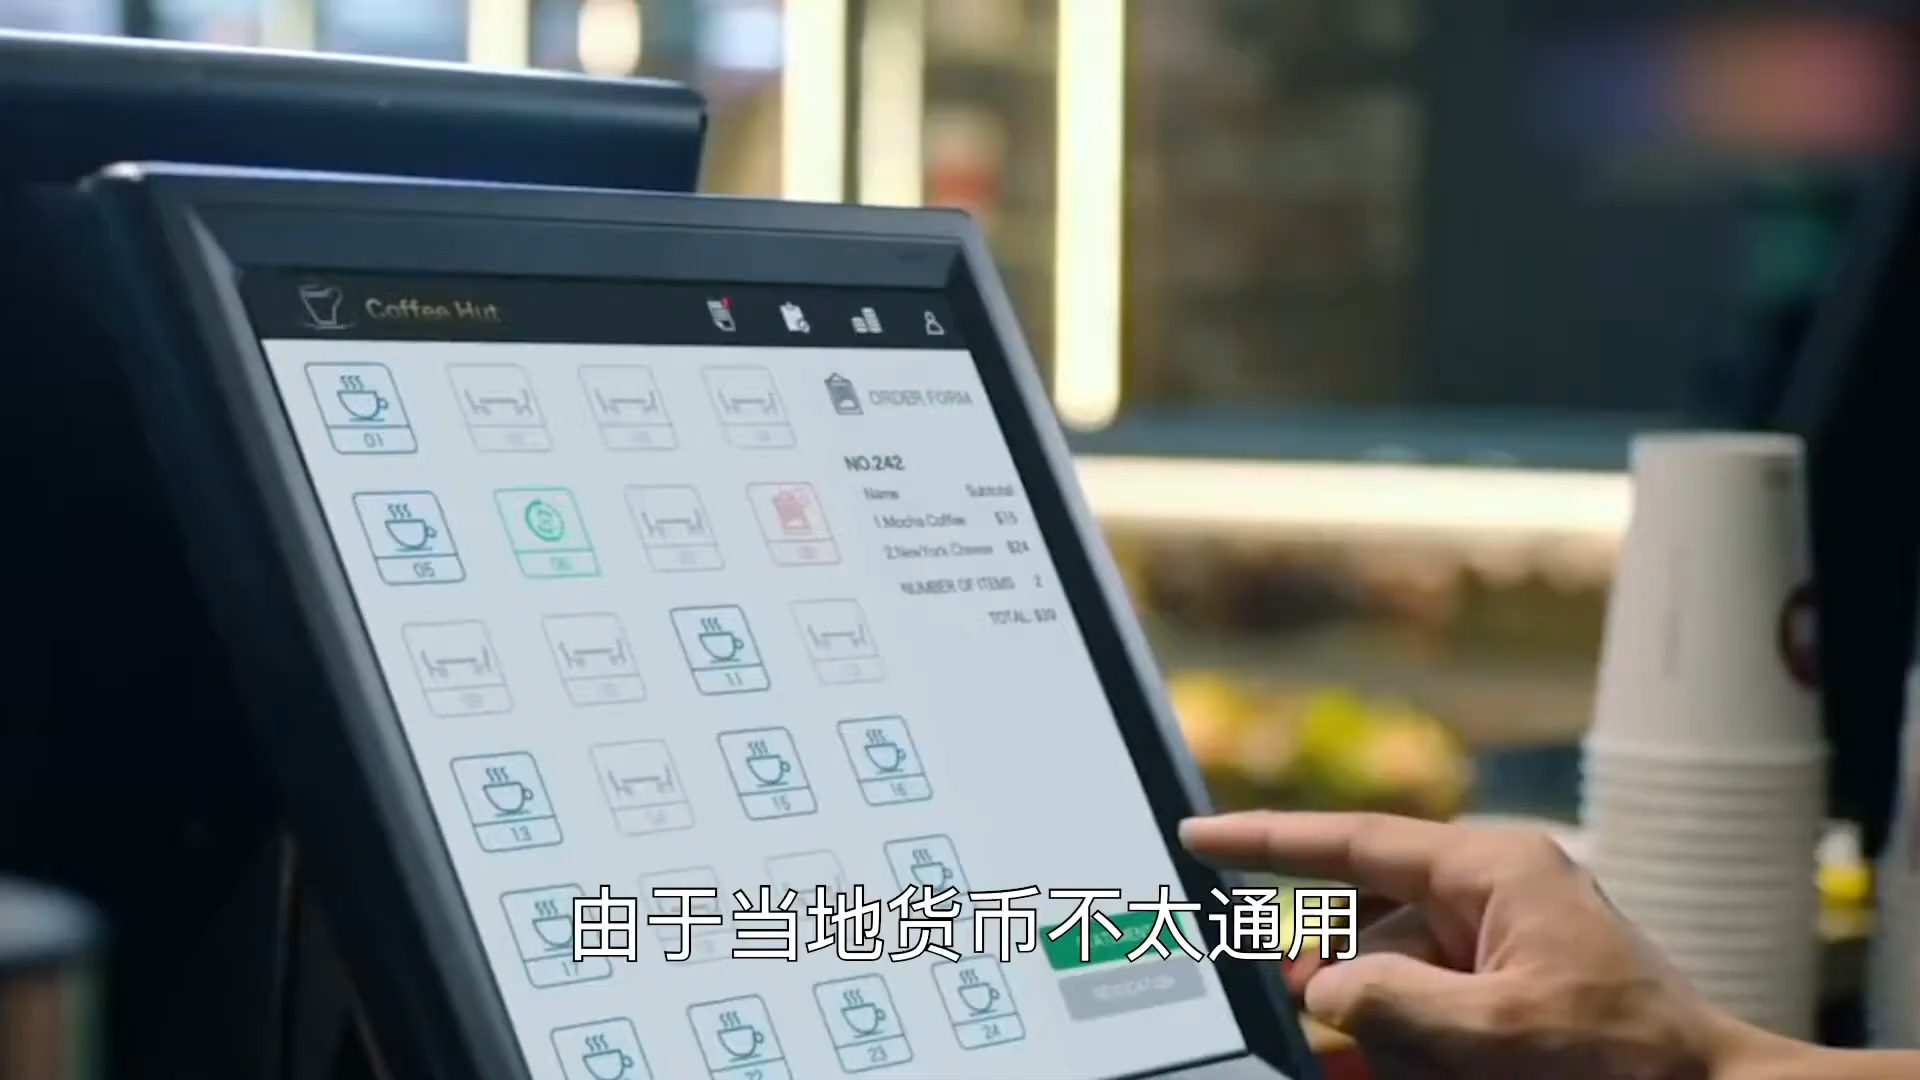 Coffee Hut
ORDER FORM
NO.242
Name Subtotal
1.Mocha Coffee $15
2.NewYork Cheese $24
NUMBER OF ITEMS 2
TOTAL $39
01
05
11
13
15
16
17
22
23
24
由于当地货币不太通用